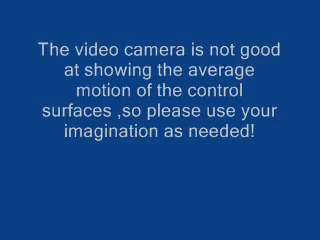 The video camera is not good
at showing the average
motion of the control
surfaces ,so please use your
imagination as needed!